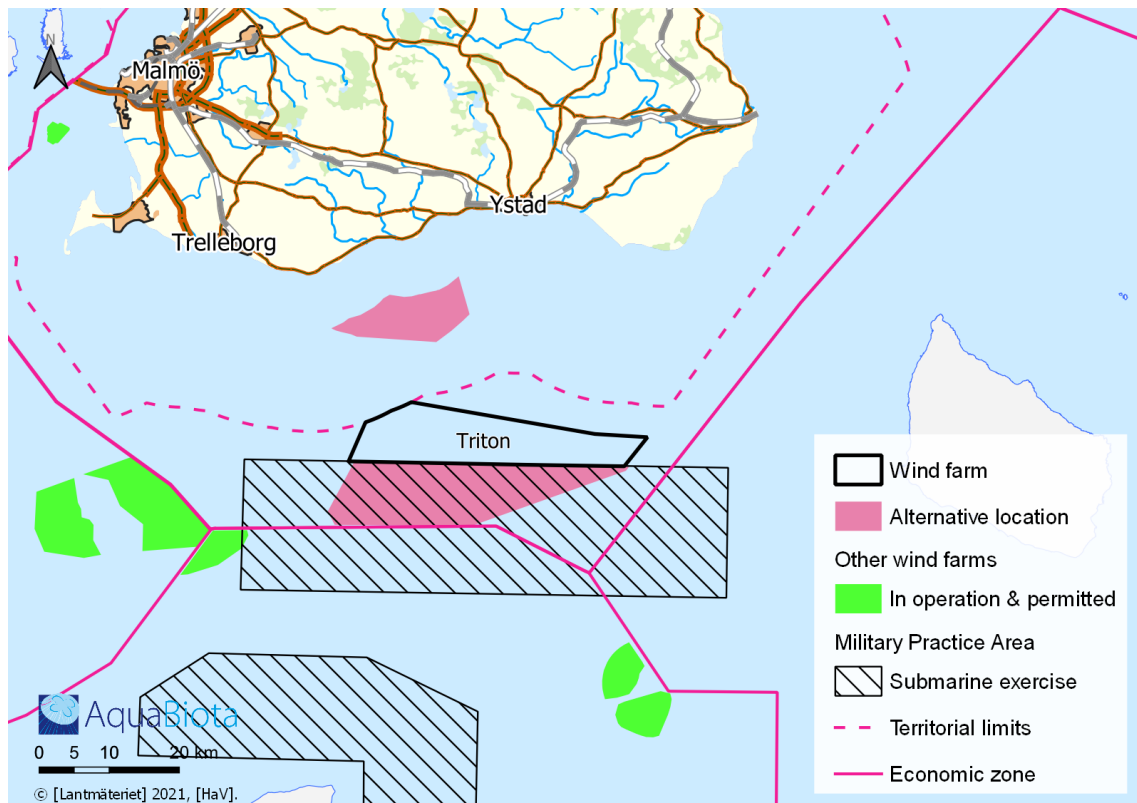 N
Malmö
Ystad
Trelleborg
Triton
Wind farm
Alternative location
Other wind farms
In operation & permitted
Military Practice Area
Submarine exercise
Territorial limits
Economic zone
AquaBiota
0 5 10 20 km
© [Lantmäteriet] 2021, [HaV].